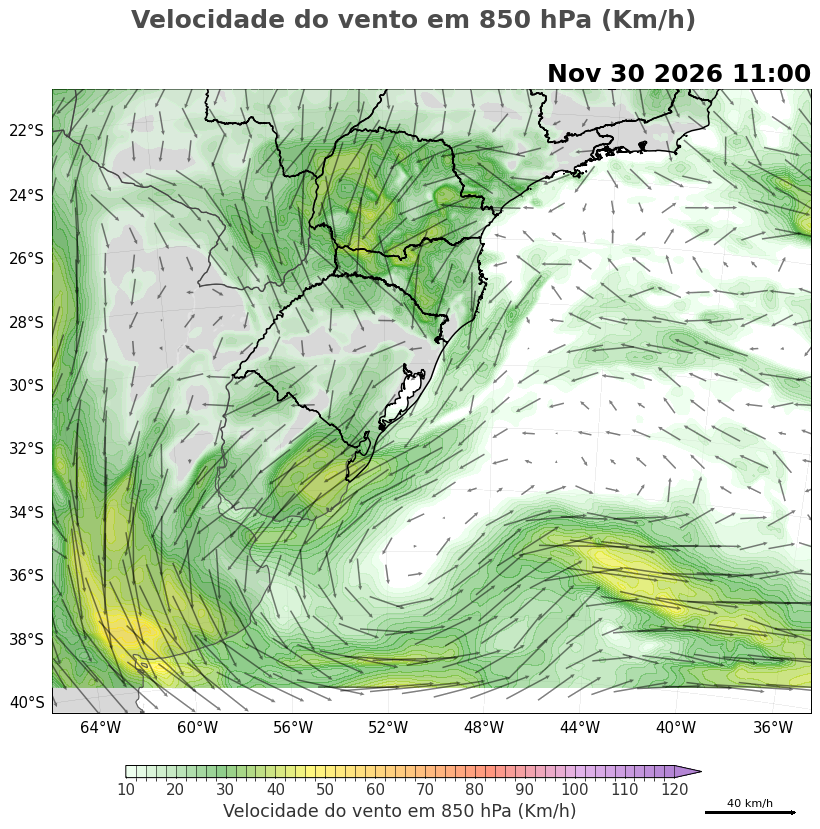 Velocidade do vento em 850 hPa (Km/h)
Nov 30 2026 11:00
22°S
24°S
26°S
28°S
30°S
32°S
34°S
36°S
38°S
40°S
64°W 60°W 56°W 52°W 48°W 44°W 40°W 36°W
10 20 30 40 50 60 70 80 90 100 110 120
Velocidade do vento em 850 hPa (Km/h)
40 km/h